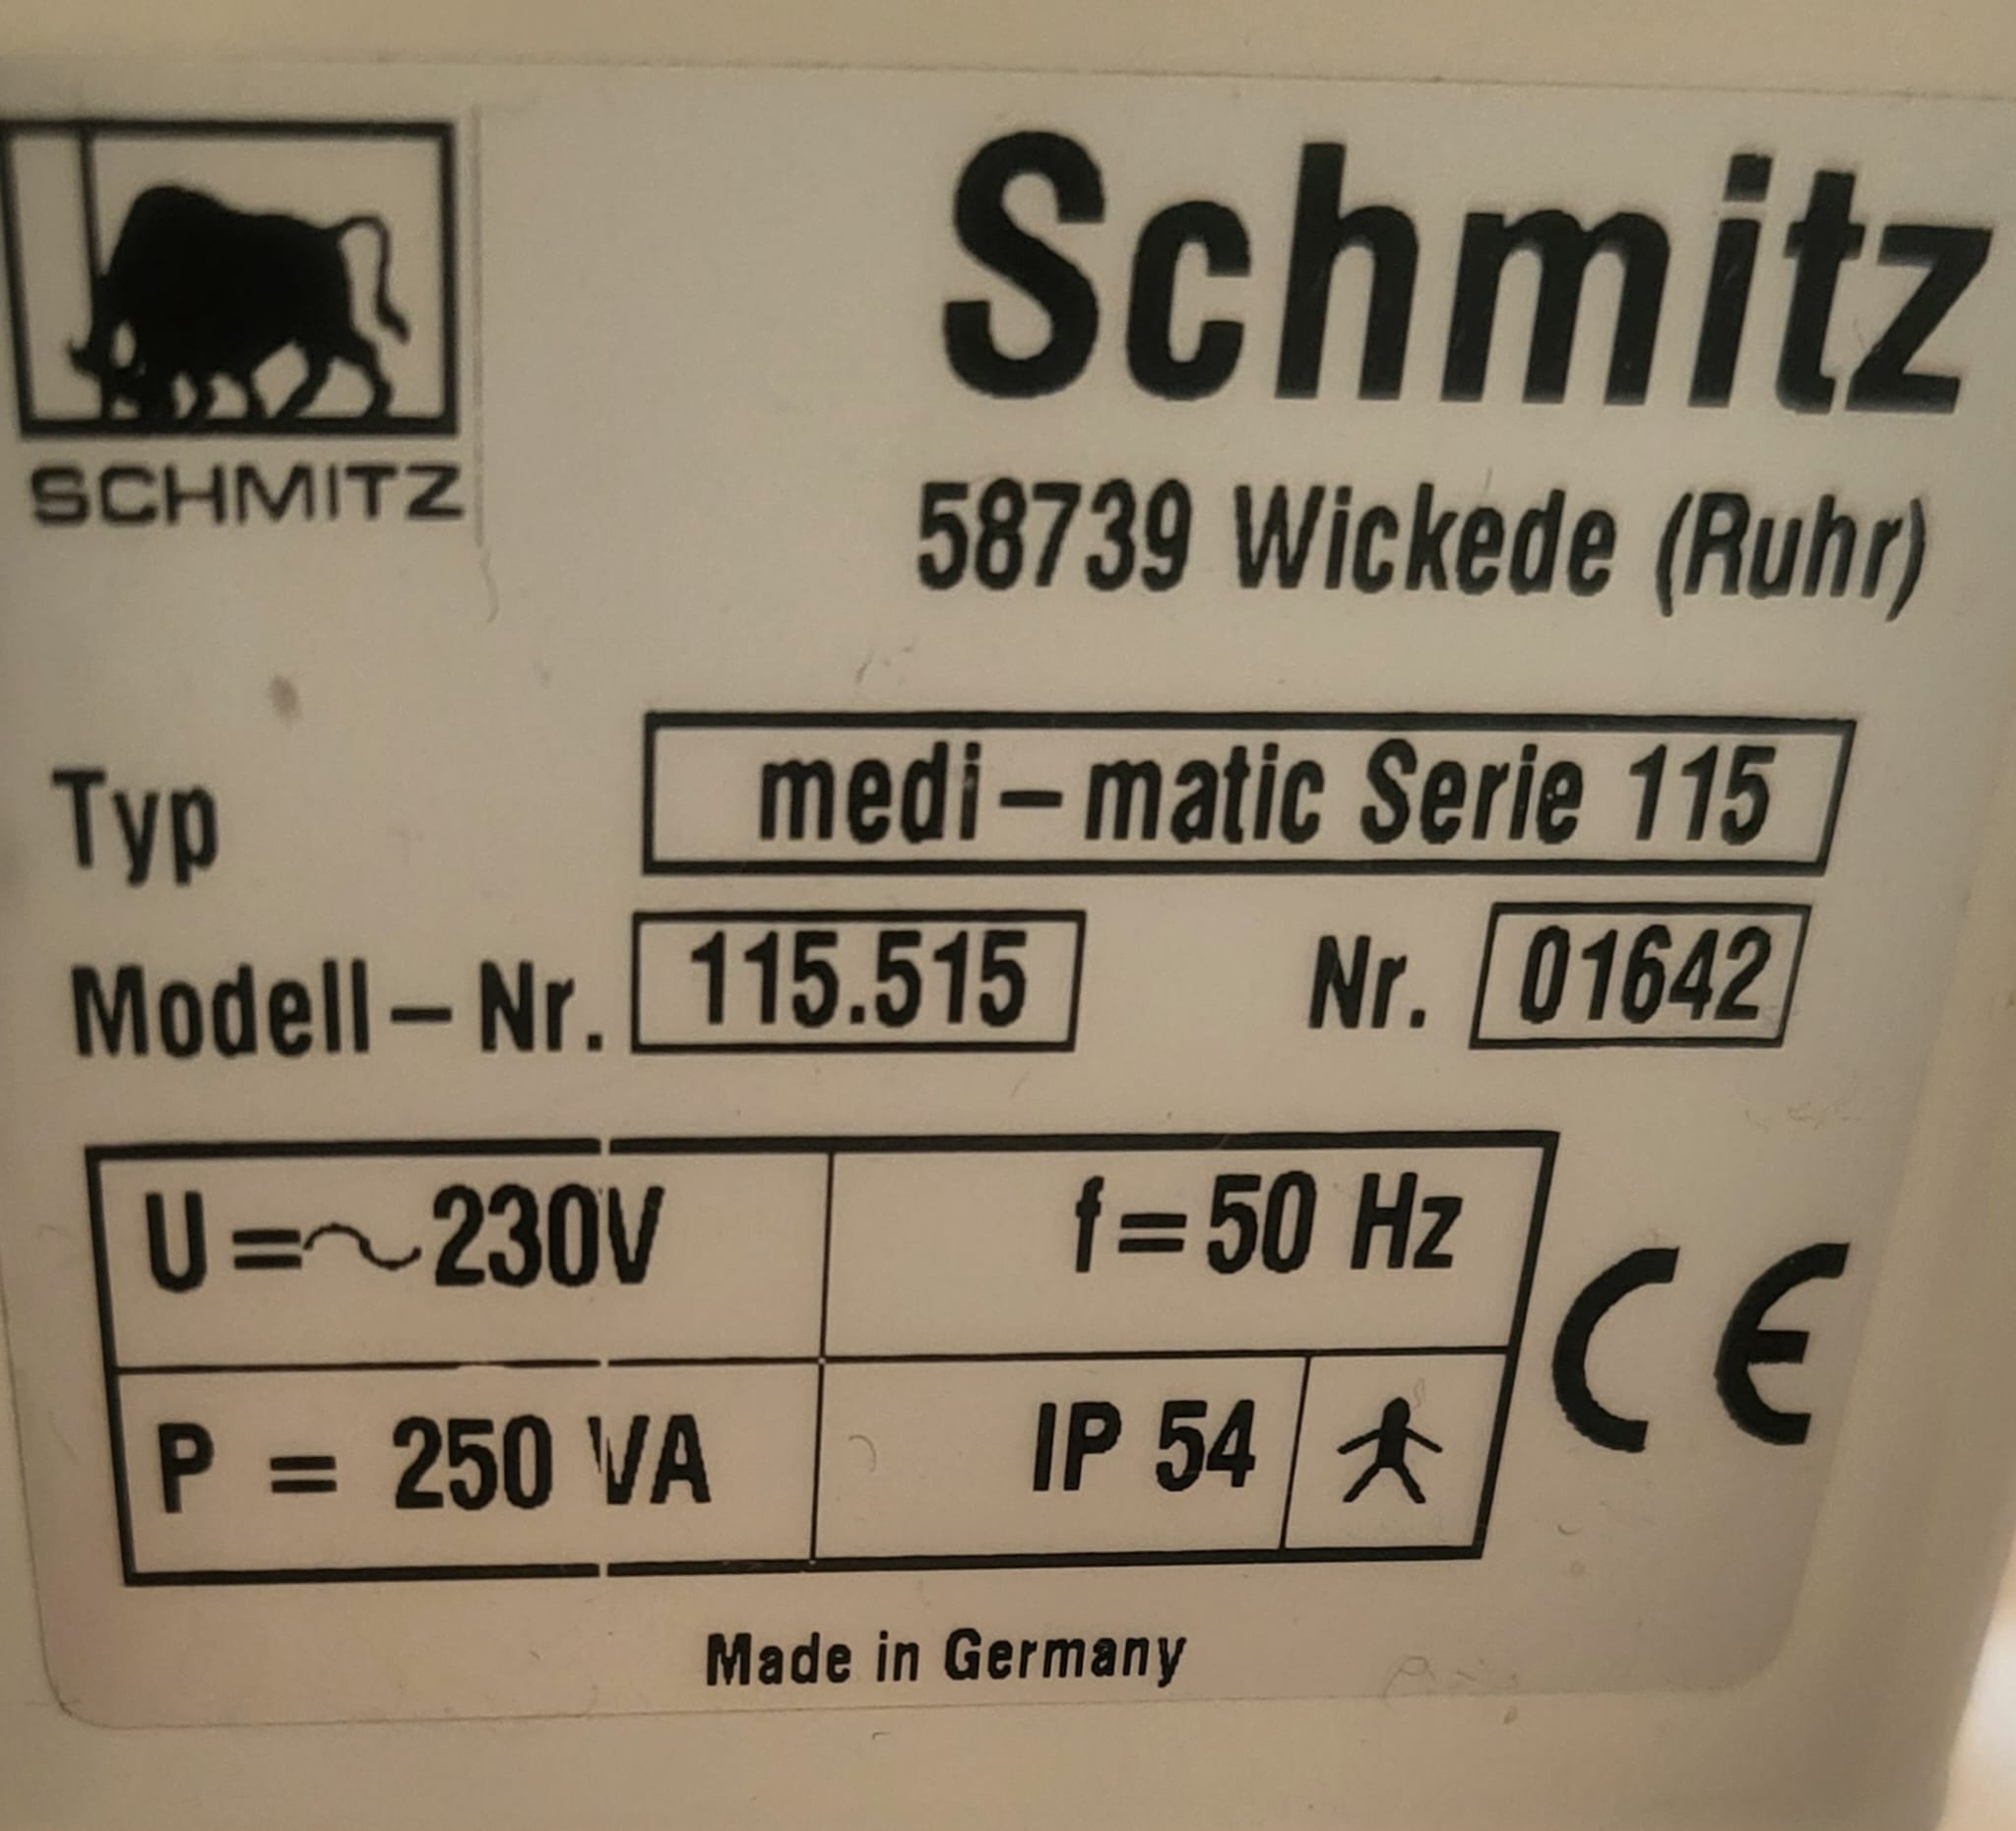 Schmitz
SCHMITZ
58739 Wickede (Ruhr)
Typ medi-matic Serie 115
Modell-Nr. 115.515 Nr. 01642
U=~230V f=50 Hz
P = 250 VA IP 54
CE
Made in Germany